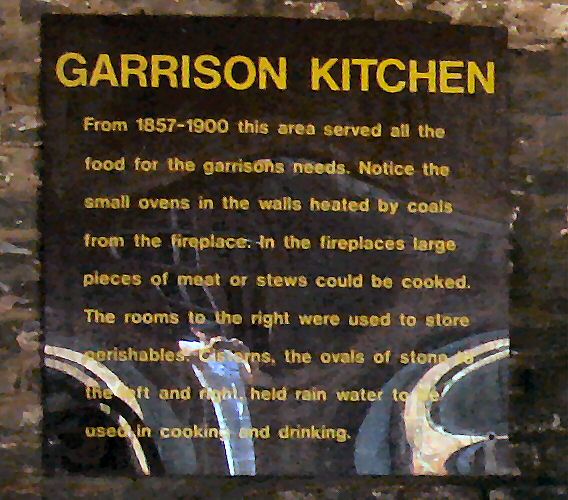 GARRISON KITCHEN
From 1857-1900 this area served all the
food for the garrisons needs. Notice the
small ovens in the walls heated by coals
from the fireplace. In the fireplaces large
pieces of meat or stews could be cooked.
The rooms to the right were used to store
perishables. Cisterns, the ovals of stone to
the left and right, held rain water to be
used in cooking and drinking.